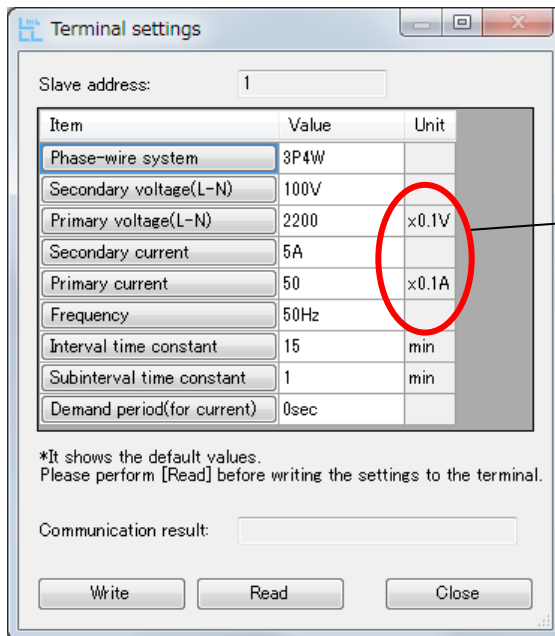 Terminal settings
Slave address: 1
Item Value Unit
Phase-wire system 3P4W
Secondary voltage(L-N) 100V
Primary voltage(L-N) 2200 ×0.1V
Secondary current 5A
Primary current 50 ×0.1A
Frequency 50Hz
Interval time constant 15 min
Subinterval time constant 1 min
Demand period(for current) 0sec
*It shows the default values.
Please perform [Read] before writing the settings to the terminal.
Communication result:
Write Read Close